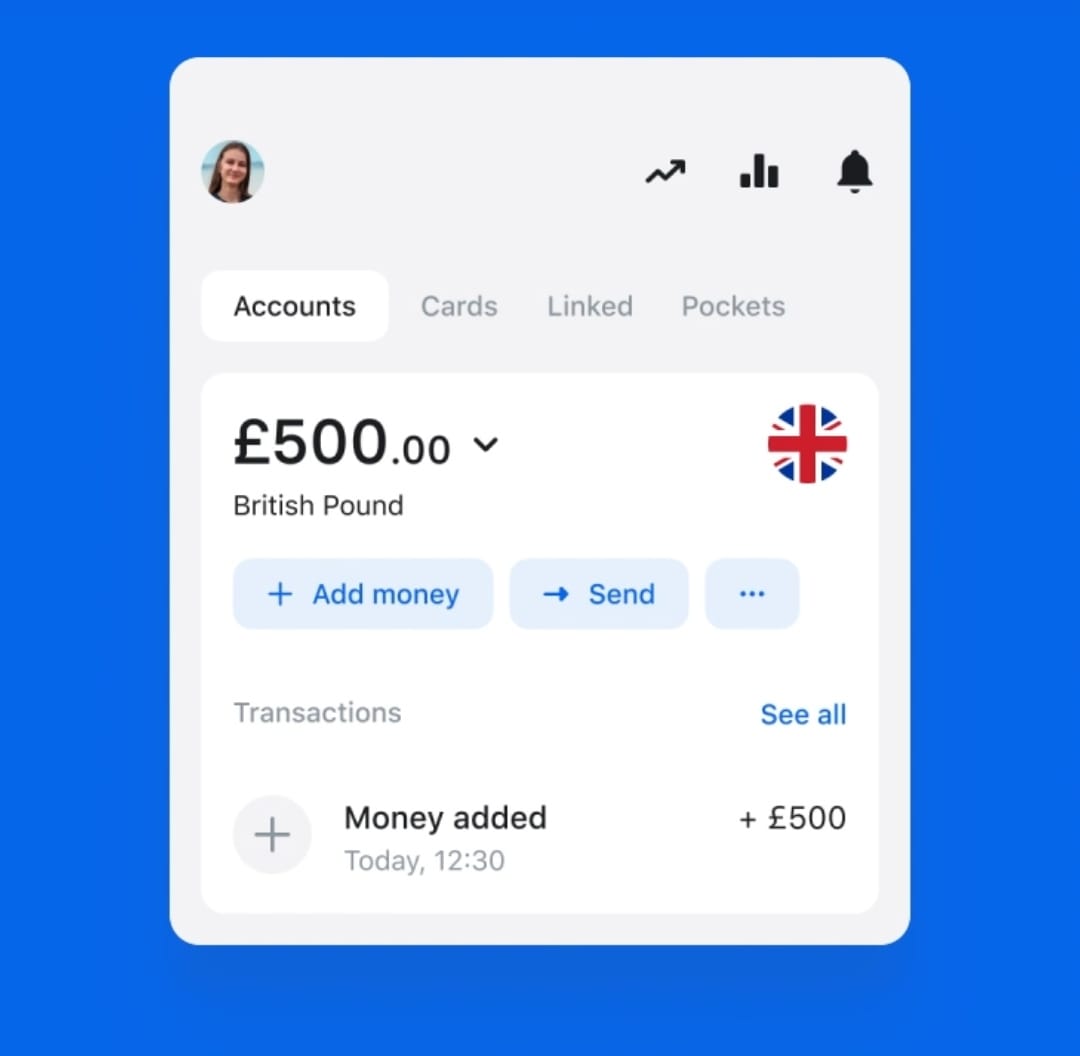 Accounts Cards Linked Pockets
£500.00
British Pound
+ Add money → Send ...
Transactions See all
Money added + £500
Today, 12:30